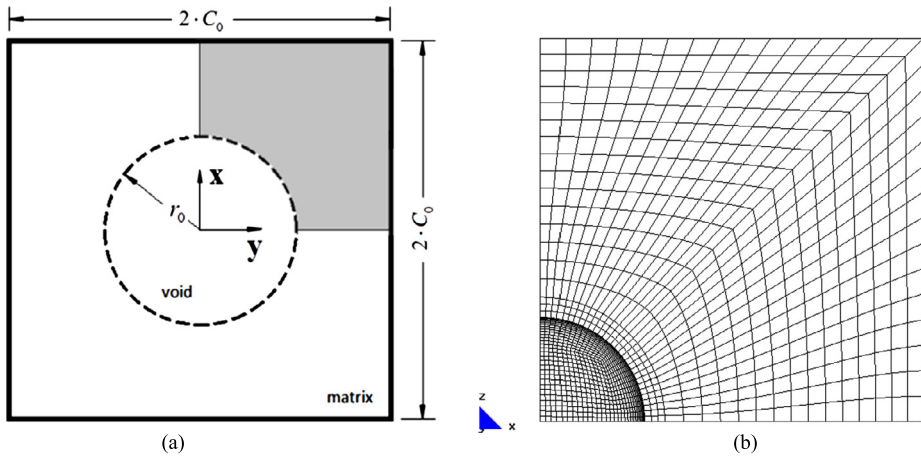 2 · C₀
x
r₀
y
2 · C₀
void
matrix
z
x
(a)
(b)